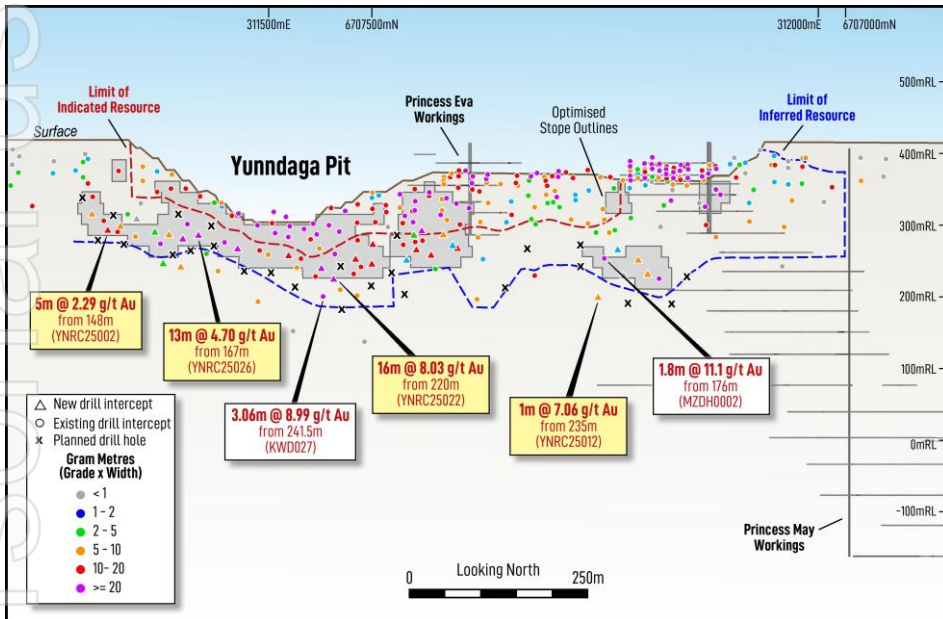 311500mE
6707500mN
312000mE
6707000mN
500mRL
400mRL
300mRL
200mRL
100mRL
0mRL
-100mRL
Limit of
Indicated Resource
Surface
Yunndaga Pit
Princess Eva
Workings
Optimised
Stope Outlines
Limit of
Inferred Resource
5m @ 2.29 g/t Au
from 148m
(YNRC25002)
13m @ 4.70 g/t Au
from 167m
(YNRC25026)
3.06m @ 8.99 g/t Au
from 241.5m
(KWD027)
16m @ 8.03 g/t Au
from 220m
(YNRC25022)
1m @ 7.06 g/t Au
from 235m
(YNRC25012)
1.8m @ 11.1 g/t Au
from 176m
(MZDH0002)
New drill intercept
Existing drill intercept
Planned drill hole
Gram Metres
(Grade x Width)
< 1
1 - 2
2 - 5
5 - 10
10- 20
>= 20
Princess May
Workings
Looking North
0
250m